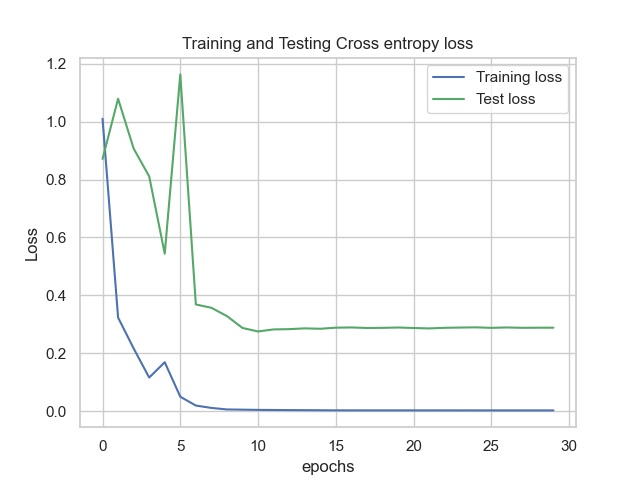 Training and Testing Cross entropy loss
Training loss
Test loss
1.2
1.0
0.8
0.6
0.4
0.2
0.0
Loss
0 5 10 15 20 25 30
epochs